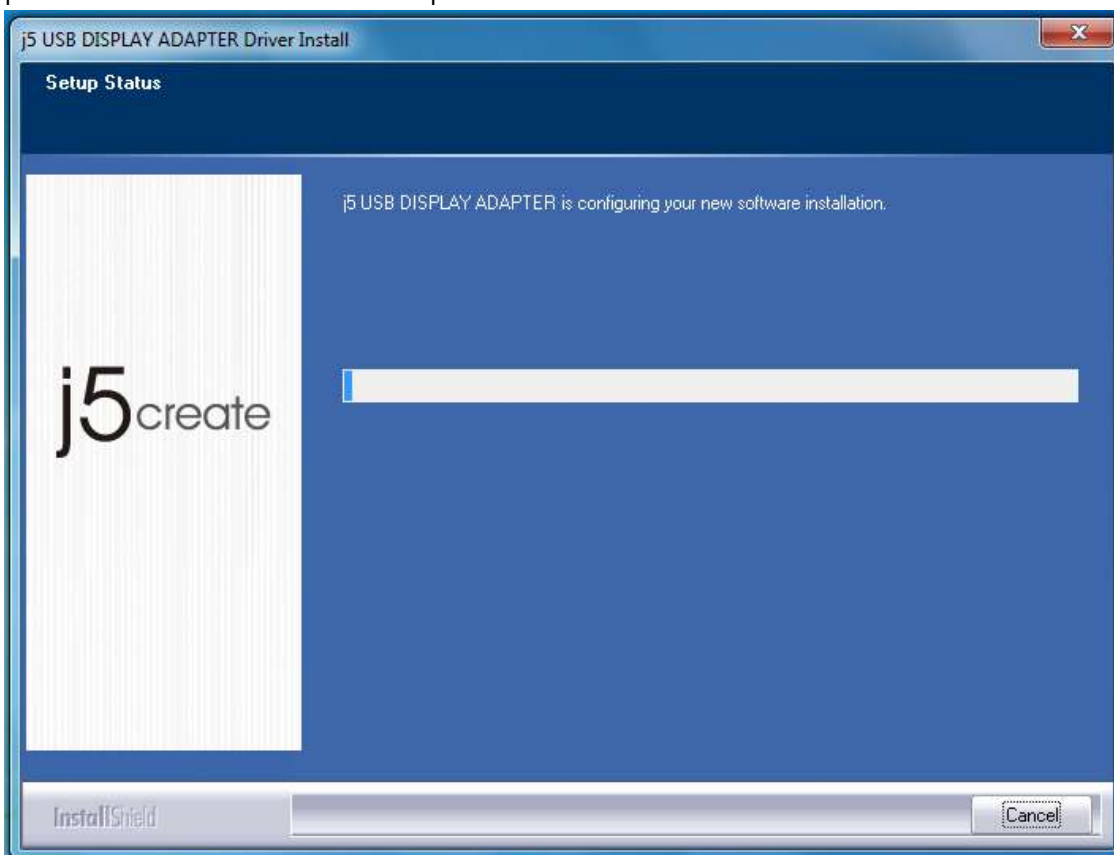 j5 USB DISPLAY ADAPTER Driver Install
Setup Status
j5 USB DISPLAY ADAPTER is configuring your new software installation.
j5create
InstallShield
Cancel